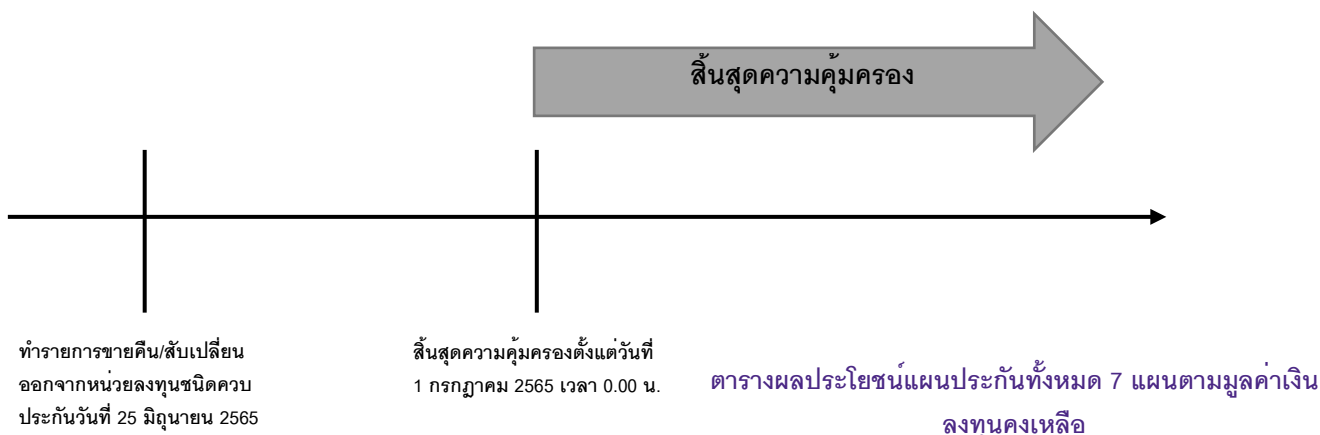 สิ้นสุดความคุ้มครอง
ทำรายการขายคืน/สับเปลี่ยน
ออกจากหน่วยลงทุนชนิดควบ
ประกันวันที่ 25 มิถุนายน 2565
สิ้นสุดความคุ้มครองตั้งแต่วันที่
1 กรกฎาคม 2565 เวลา 0.00 น.
ตารางผลประโยชน์แผนประกันทั้งหมด 7 แผนตามมูลค่าเงิน
ลงทุนคงเหลือ